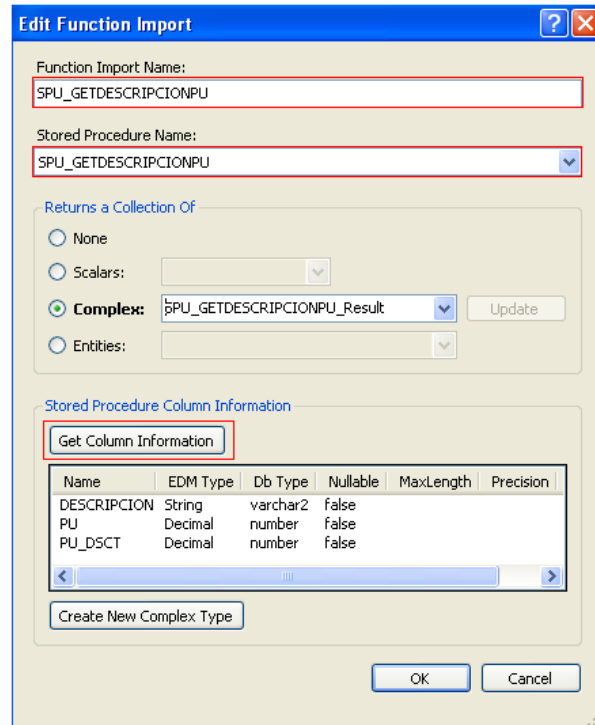 Edit Function Import
Function Import Name:
SPU_GETDESCRIPCIONPU
Stored Procedure Name:
SPU_GETDESCRIPCIONPU
Returns a Collection Of
None
Scalars:
Complex: SPU_GETDESCRIPCIONPU_Result Update
Entities:
Stored Procedure Column Information
Get Column Information
Name EDM Type Db Type Nullable MaxLength Precision
DESCRIPCION String varchar2 false
PU Decimal number false
PU_DSCT Decimal number false
Create New Complex Type
OK Cancel